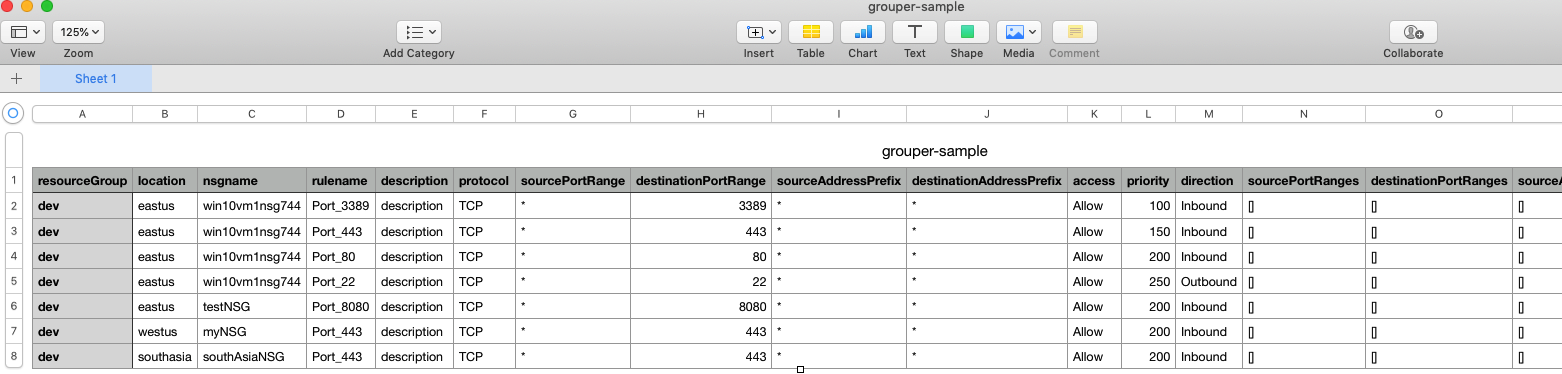 grouper-sample
125%
View Zoom Add Category Insert Table Chart Text Shape Media Comment Collaborate
+ Sheet 1
A B C D E F G H I J K L M N O
grouper-sample
1 resourceGroup location nsgname rulename description protocol sourcePortRange destinationPortRange sourceAddressPrefix destinationAddressPrefix access priority direction sourcePortRanges destinationPortRanges
2 dev eastus win10vm1nsg744 Port_3389 description TCP * 3389 * * Allow 100 Inbound [] [] []
3 dev eastus win10vm1nsg744 Port_443 description TCP * 443 * * Allow 150 Inbound [] [] []
4 dev eastus win10vm1nsg744 Port_80 description TCP * 80 * * Allow 200 Inbound [] [] []
5 dev eastus win10vm1nsg744 Port_22 description TCP * 22 * * Allow 250 Outbound [] [] []
6 dev eastus testNSG Port_8080 description TCP * 8080 * * Allow 200 Inbound [] [] []
7 dev westus myNSG Port_443 description TCP * 443 * * Allow 200 Inbound [] [] []
8 dev southasia southAsiaNSG Port_443 description TCP * 443 * * Allow 200 Inbound [] [] []